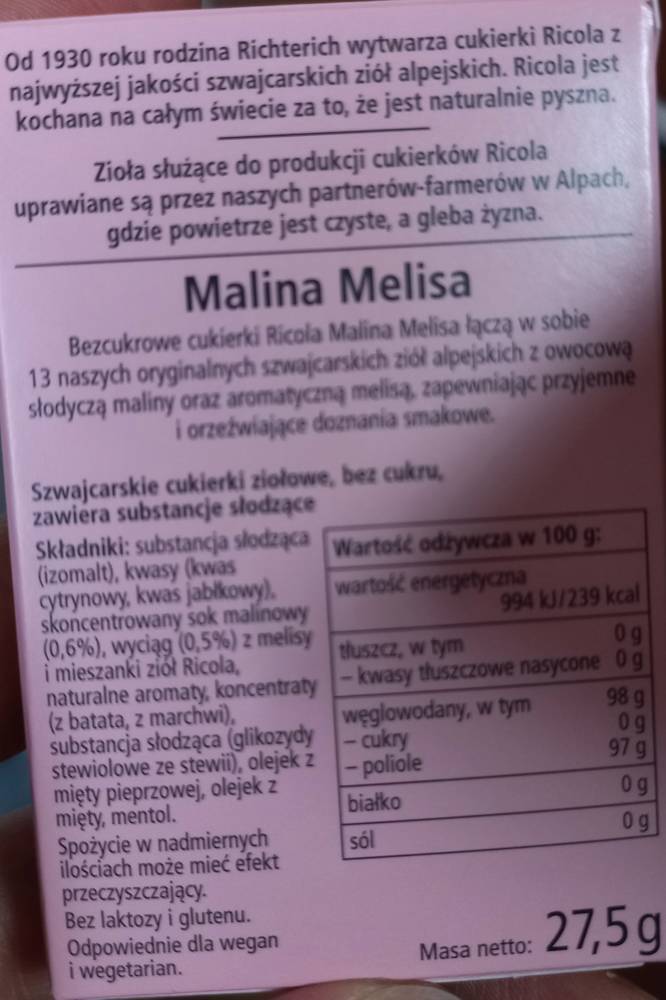 Od 1930 roku rodzina Richterich wytwarza cukierki Ricola z
najwyższej jakości szwajcarskich ziół alpejskich. Ricola jest
kochana na całym świecie za to, że jest naturalnie pyszna.
Zioła służące do produkcji cukierków Ricola
uprawiane są przez naszych partnerów-farmerów w Alpach,
gdzie powietrze jest czyste, a gleba żyzna.
Malina Melisa
Bezcukrowe cukierki Ricola Malina Melisa łączą w sobie
13 naszych oryginalnych szwajcarskich ziół alpejskich z owocową
słodyczą maliny oraz aromatyczną melisą, zapewniając przyjemne
i orzeźwiające doznania smakowe.
Szwajcarskie cukierki ziołowe, bez cukru,
zawiera substancje słodzące
Składniki: substancja słodząca
(izomalt), kwasy (kwas
cytrynowy, kwas jabłkowy),
skoncentrowany sok malinowy
(0,6%), wyciąg (0,5%) z melisy
i mieszanki ziół Ricola,
naturalne aromaty, koncentraty
(z batata, z marchwi),
substancja słodząca (glikozydy
stewiolowe ze stewii), olejek z
mięty pieprzowej, olejek z
mięty, mentol.
Spożycie w nadmiernych
ilościach może mieć efekt
przeczyszczający.
Bez laktozy i glutenu.
Odpowiednie dla wegan
i wegetarian.
Wartość odżywcza w 100 g:
wartość energetyczna
994 kJ/239 kcal
tłuszcz, w tym 0 g
– kwasy tłuszczowe nasycone 0 g
węglowodany, w tym 98 g
– cukry 0 g
– poliole 97 g
białko 0 g
sól 0 g
Masa netto: 27,5 g